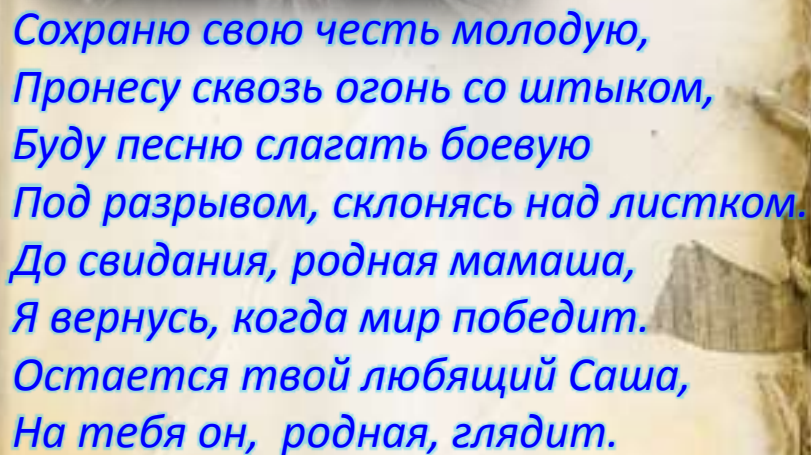 Сохраню свою честь молодую,
Пронесу сквозь огонь со штыком,
Буду песню слагать боевую
Под разрывом, склонясь над листком.
До свидания, родная мамаша,
Я вернусь, когда мир победит.
Остается твой любящий Саша,
На тебя он, родная, глядит.